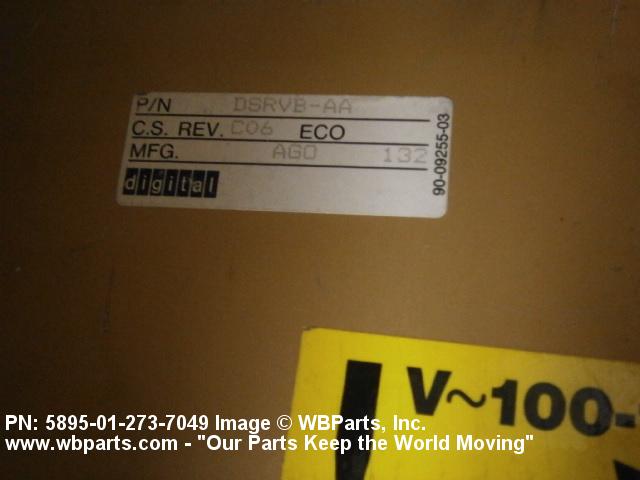 P/N DSRVB-AA
C.S. REV. C06 ECO
MFG. AGO 132
digital
90-09255-03
V~100-
PN: 5895-01-273-7049 Image © WBParts, Inc.
www.wbparts.com - "Our Parts Keep the World Moving"